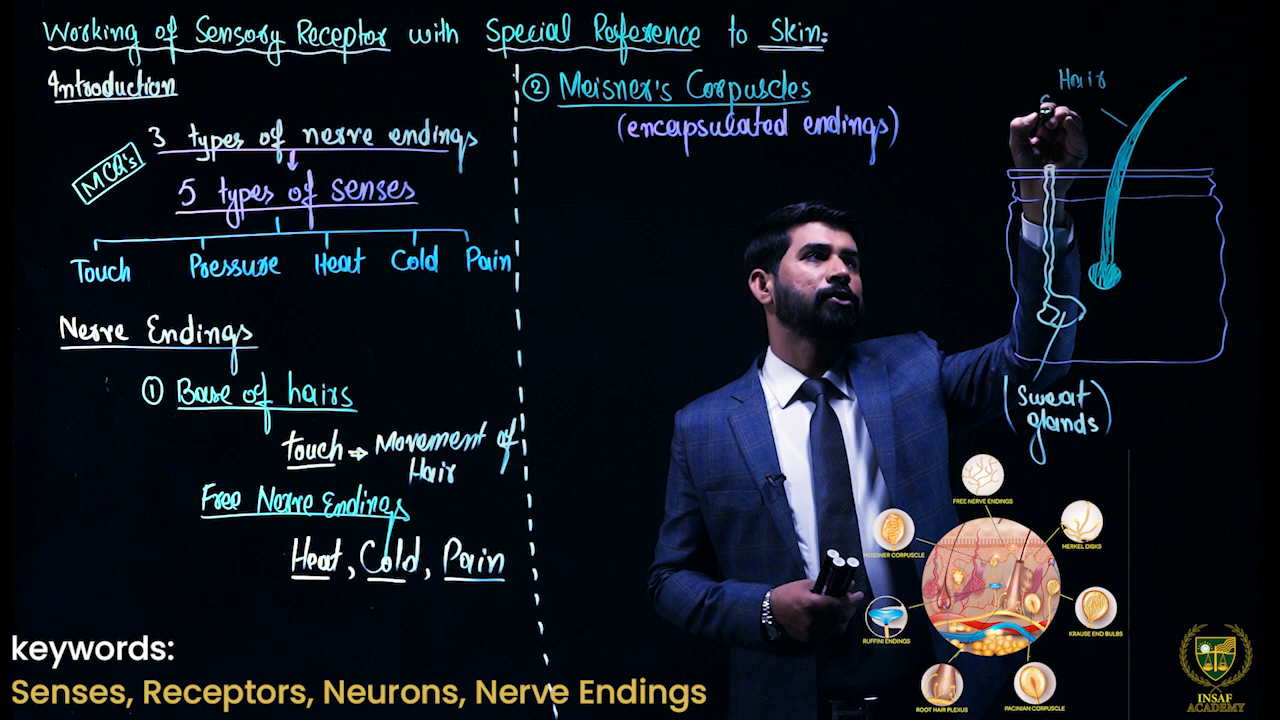 Working of Sensory Receptor with Special Reference to Skin:
Introduction
3 types of nerve endings
MCQ's
5 types of senses
Touch Pressure Heat Cold Pain
Nerve Endings
① Base of hairs
touch ⇒ Movement of
Hair
Free Nerve Endings
Heat, Cold, Pain
② Meisner's Corpuscles
(encapsulated endings)
Hair
(Sweat
glands)
FREE NERVE ENDINGS
MEISSNER CORPUSCLE
MERKEL DISKS
RUFFINI ENDINGS
KRAUSE END BULBS
ROOT HAIR PLEXUS
PACINIAN CORPUSCLE
keywords:
Senses, Receptors, Neurons, Nerve Endings
INSAF
ACADEMY